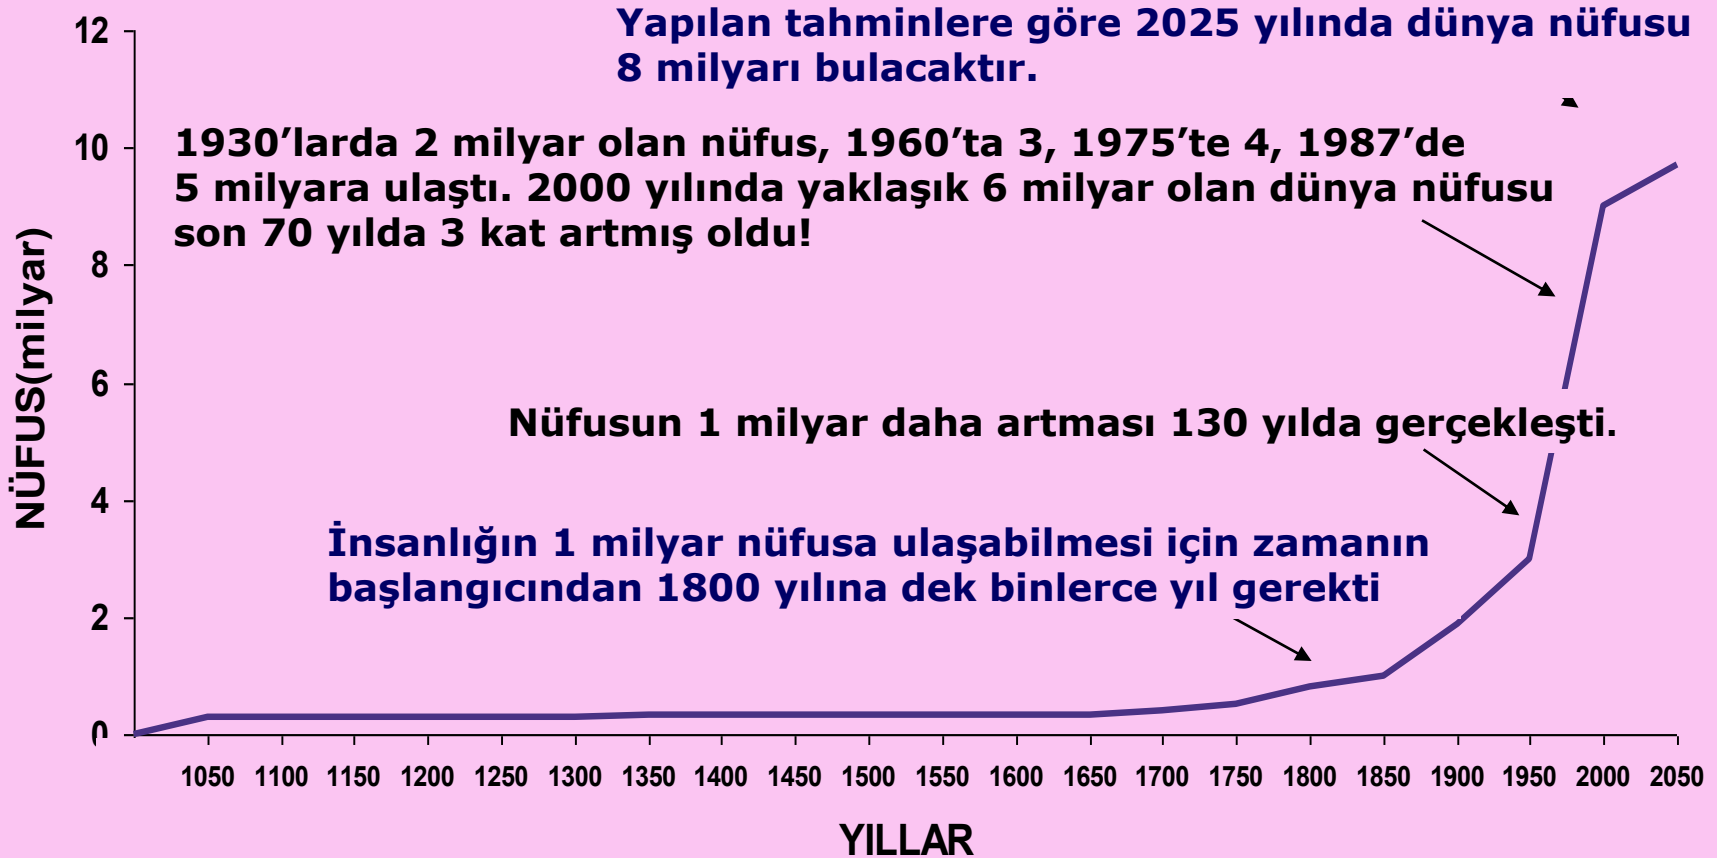 Yapılan tahminlere göre 2025 yılında dünya nüfusu
8 milyarı bulacaktır.
1930’larda 2 milyar olan nüfus, 1960’ta 3, 1975’te 4, 1987’de
5 milyara ulaştı. 2000 yılında yaklaşık 6 milyar olan dünya nüfusu
son 70 yılda 3 kat artmış oldu!
Nüfusun 1 milyar daha artması 130 yılda gerçekleşti.
İnsanlığın 1 milyar nüfusa ulaşabilmesi için zamanın
başlangıcından 1800 yılına dek binlerce yıl gerekti
NÜFUS(milyar)
12
10
8
6
4
2
0
1050 1100 1150 1200 1250 1300 1350 1400 1450 1500 1550 1600 1650 1700 1750 1800 1850 1900 1950 2000 2050
YILLAR